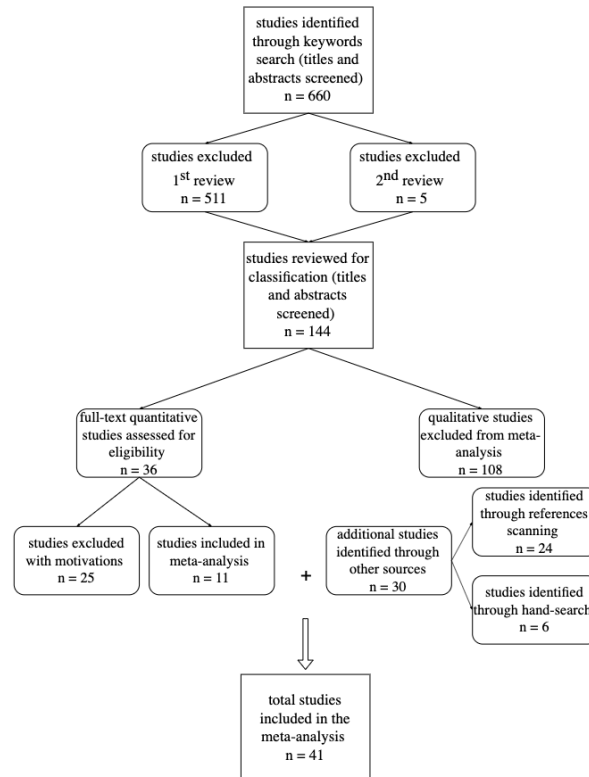 studies identified
through keywords
search (titles and
abstracts screened)
n = 660
studies excluded
1st review
n = 511
studies excluded
2nd review
n = 5
studies reviewed for
classification (titles
and abstracts
screened)
n = 144
full-text quantitative
studies assessed for
eligibility
n = 36
qualitative studies
excluded from meta-
analysis
n = 108
studies excluded
with motivations
n = 25
studies included in
meta-analysis
n = 11
+
additional studies
identified through
other sources
n = 30
studies identified
through references
scanning
n = 24
studies identified
through hand-search
n = 6
total studies
included in the
meta-analysis
n = 41